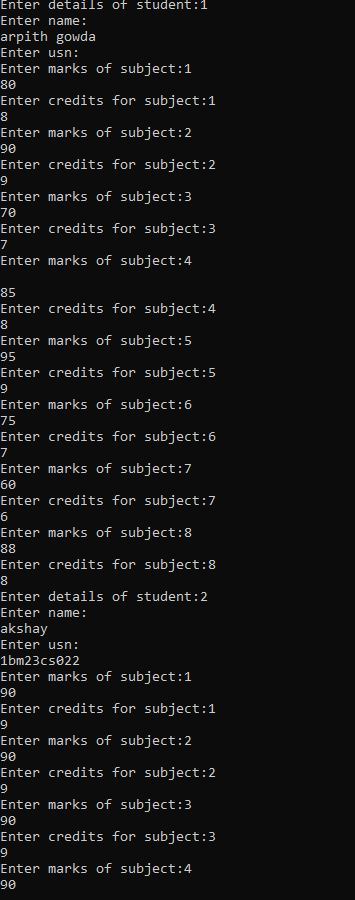 Enter details of student:1
Enter name:
arpith gowda
Enter usn:
Enter marks of subject:1
80
Enter credits for subject:1
8
Enter marks of subject:2
90
Enter credits for subject:2
9
Enter marks of subject:3
70
Enter credits for subject:3
7
Enter marks of subject:4
85
Enter credits for subject:4
8
Enter marks of subject:5
95
Enter credits for subject:5
9
Enter marks of subject:6
75
Enter credits for subject:6
7
Enter marks of subject:7
60
Enter credits for subject:7
6
Enter marks of subject:8
88
Enter credits for subject:8
8
Enter details of student:2
Enter name:
akshay
Enter usn:
1bm23cs022
Enter marks of subject:1
90
Enter credits for subject:1
9
Enter marks of subject:2
90
Enter credits for subject:2
9
Enter marks of subject:3
90
Enter credits for subject:3
9
Enter marks of subject:4
90